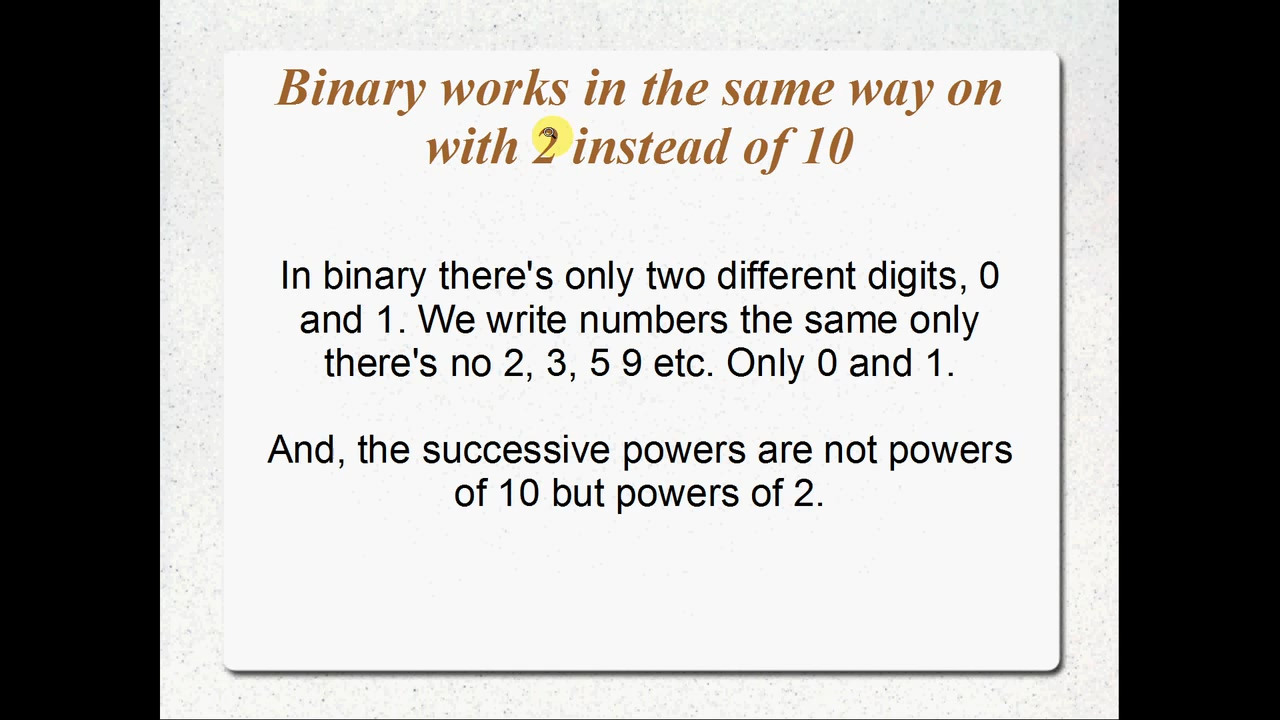 Binary works in the same way on
with 2 instead of 10
In binary there's only two different digits, 0
and 1. We write numbers the same only
there's no 2, 3, 5 9 etc. Only 0 and 1.
And, the successive powers are not powers
of 10 but powers of 2.